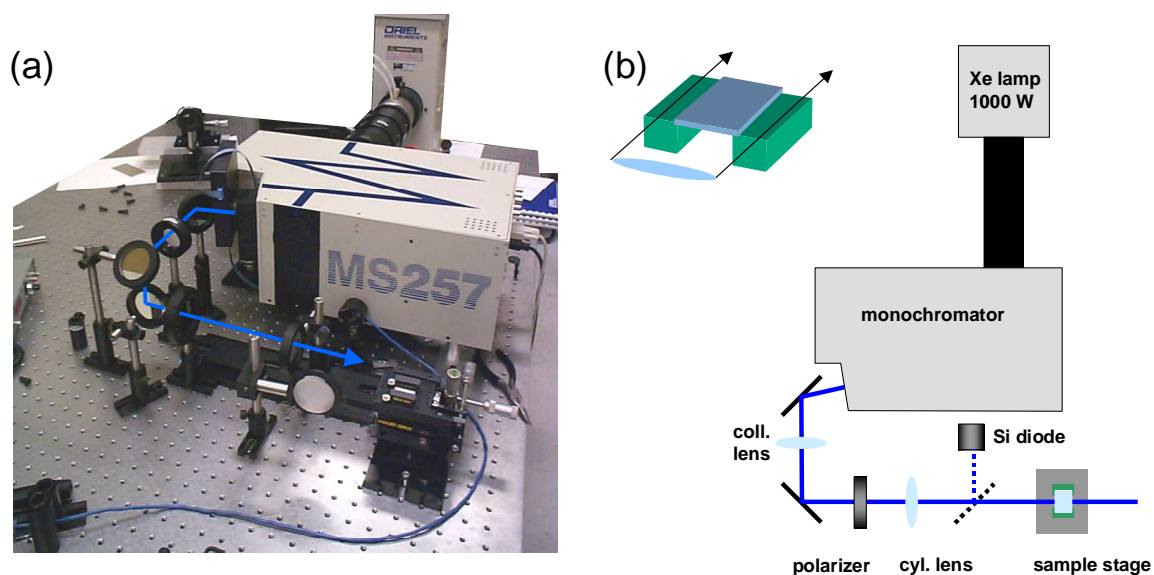 (a)
ORIEL
INSTRUMENTS
MS257
(b)
Xe lamp
1000 W
monochromator
coll.
lens
Si diode
polarizer
cyl. lens
sample stage